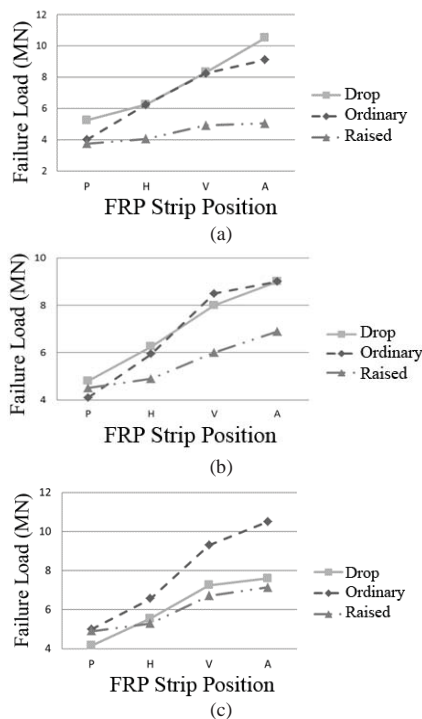 Failure Load (MN)
12
10
8
6
4
2
P H V A
FRP Strip Position
Drop
Ordinary
Raised
(a)
Failure Load (MN)
10
8
6
4
P H V A
FRP Strip Position
Drop
Ordinary
Raised
(b)
Failure Load (MN)
12
10
8
6
4
P H V A
FRP Strip Position
Drop
Ordinary
Raised
(c)